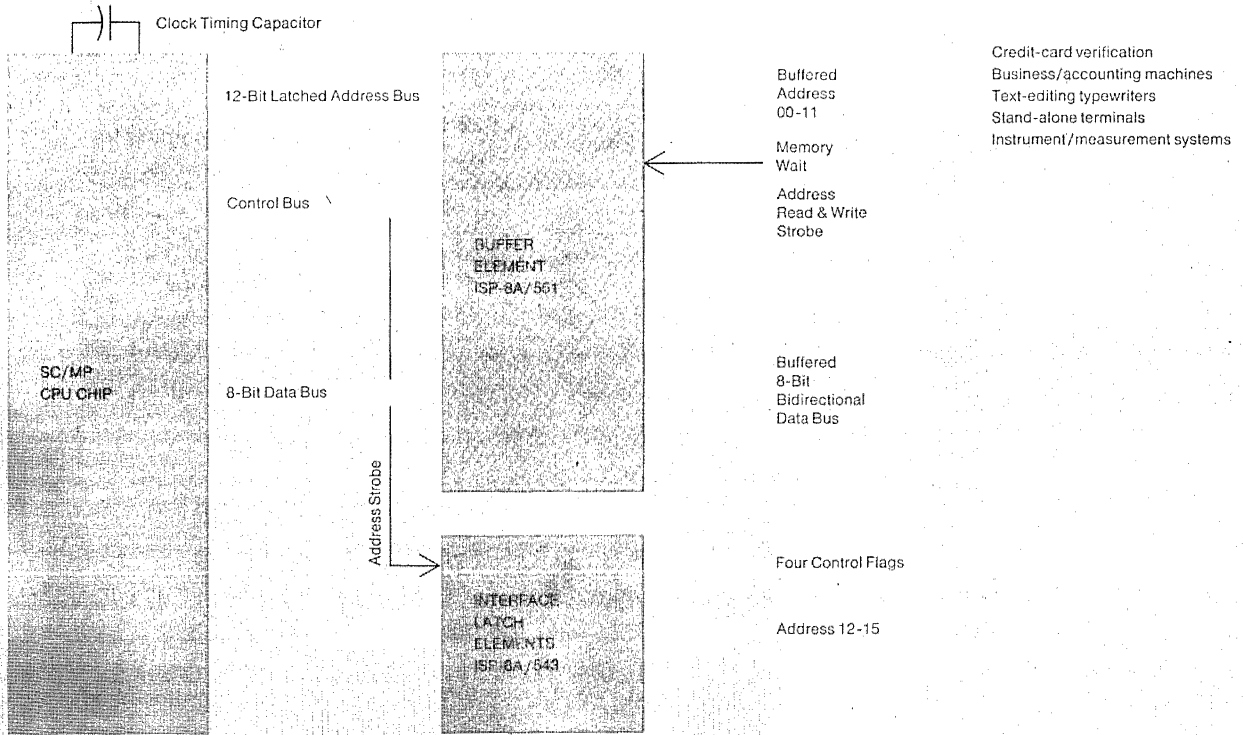 Clock Timing Capacitor
12-Bit Latched Address Bus
Control Bus
8-Bit Data Bus
SC/MP
CPU CHIP
Address Strobe
BUFFER
ELEMENT
ISP-8A/551
INTERFACE
LATCH
ELEMENTS
ISP-8A/543
Buffered
Address
00-11
Memory
Wait
Address
Read & Write
Strobe
Buffered
8-Bit
Bidirectional
Data Bus
Four Control Flags
Address 12-15
Credit-card verification
Business/accounting machines
Text-editing typewriters
Stand-alone terminals
Instrument/measurement systems